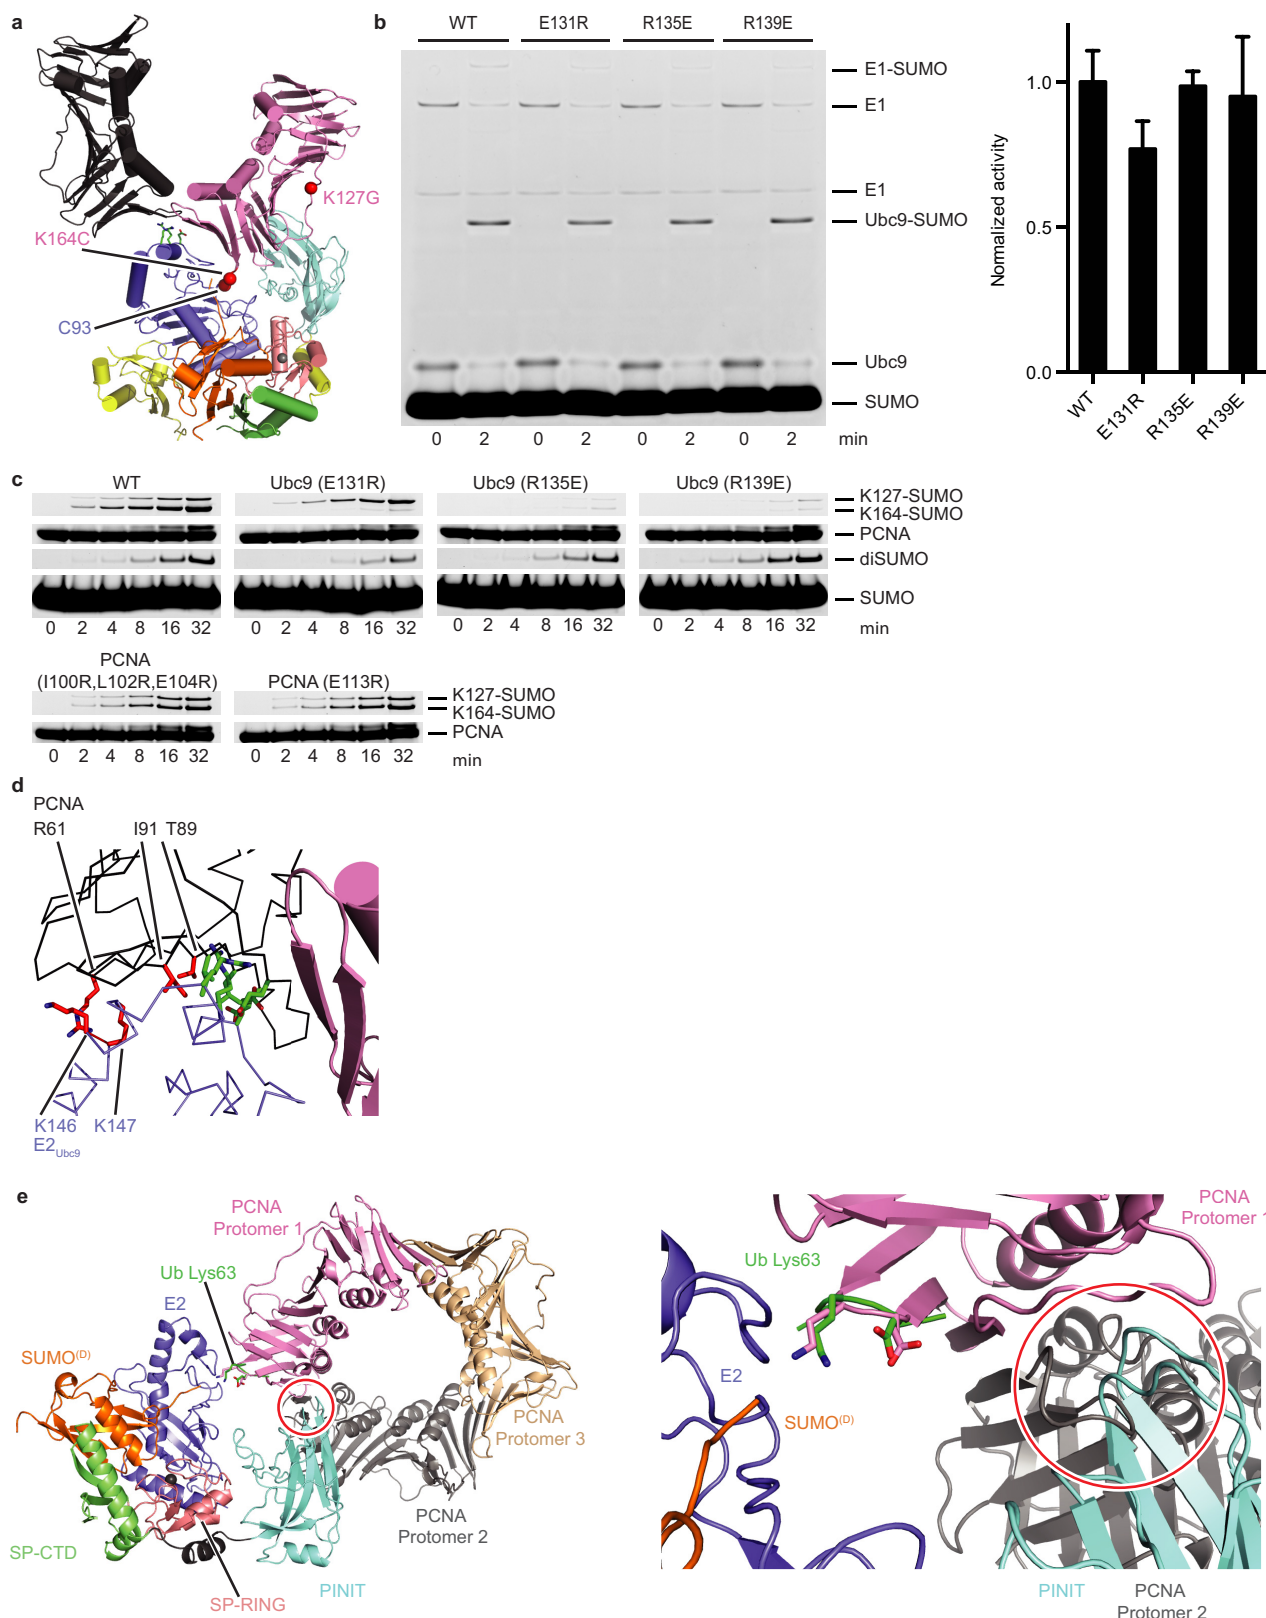 a
K127G
K164C
C93
b
WT E131R R135E R139E
E1-SUMO
E1
E1
Ubc9-SUMO
Ubc9
SUMO
0 2 0 2 0 2 0 2 min
Normalized activity
1.0
0.5
0.0
WT E131R R135E R139E
c
WT Ubc9 (E131R) Ubc9 (R135E) Ubc9 (R139E)
K127-SUMO
K164-SUMO
PCNA
diSUMO
SUMO
0 2 4 8 16 32 0 2 4 8 16 32 0 2 4 8 16 32 0 2 4 8 16 32 min
PCNA
(I100R,L102R,E104R) PCNA (E113R)
K127-SUMO
K164-SUMO
PCNA
0 2 4 8 16 32 0 2 4 8 16 32 min
d
PCNA
R61 I91 T89
K146 K147
E2Ubc9
e
PCNA
Protomer 1
Ub Lys63
E2
SUMO(D)
PCNA
Protomer 3
PCNA
Protomer 2
SP-CTD
PINIT
SP-RING
PCNA
Protomer 1
Ub Lys63
E2
SUMO(D)
PINIT PCNA
Protomer 2